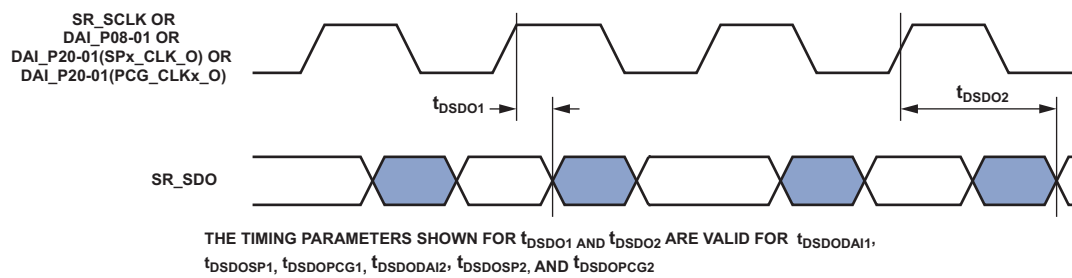 SR_SCLK OR
DAI_P08-01 OR
DAI_P20-01(SPx_CLK_O) OR
DAI_P20-01(PCG_CLKx_O)
tDSDO1
tDSDO2
SR_SDO
THE TIMING PARAMETERS SHOWN FOR tDSDO1 AND tDSDO2 ARE VALID FOR tDSDODAI1,
tDSDOSP1, tDSDOPCG1, tDSDODAI2, tDSDOSP2, AND tDSDOPCG2